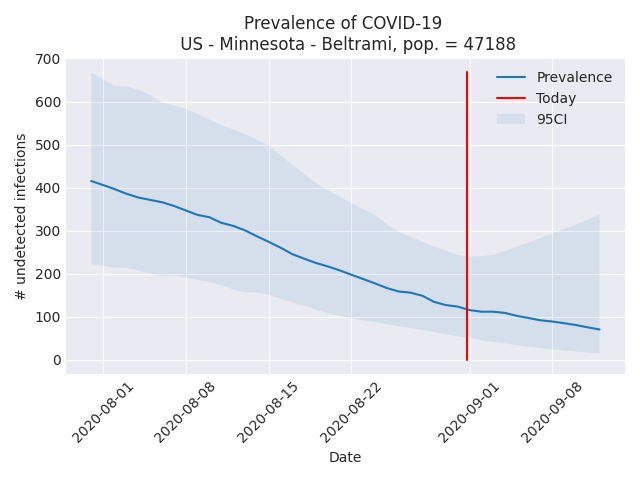 Prevalence of COVID-19
US - Minnesota - Beltrami, pop. = 47188
# undetected infections
700
600
500
400
300
200
100
0
Prevalence
Today
95CI
2020-08-01
2020-08-08
2020-08-15
2020-08-22
2020-09-01
2020-09-08
Date